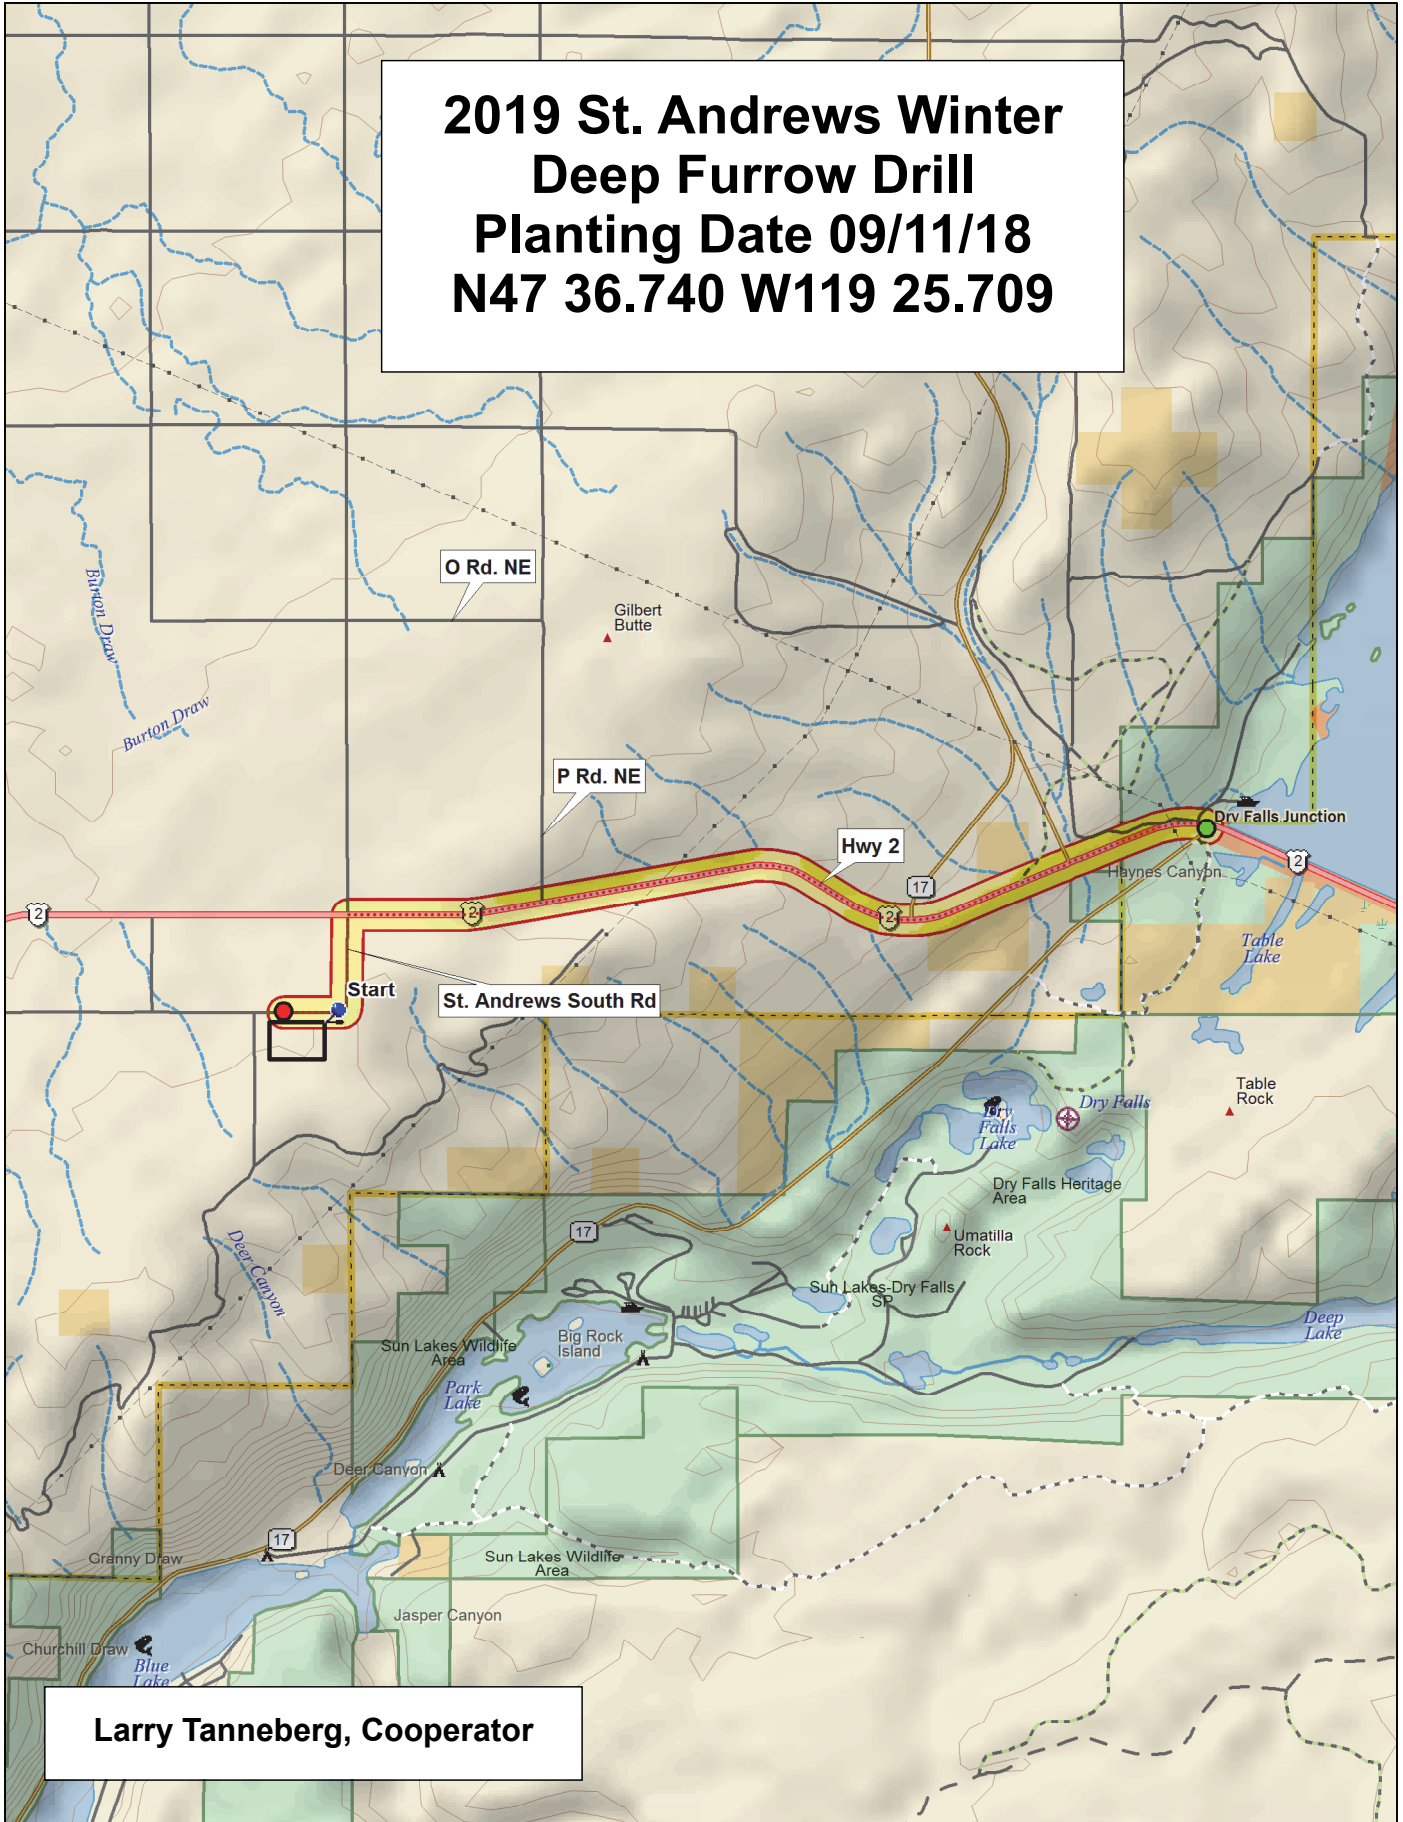 2019 St. Andrews Winter
Deep Furrow Drill
Planting Date 09/11/18
N47 36.740 W119 25.709
O Rd. NE
Gilbert
Butte
Burton Draw
Burton Draw
P Rd. NE
Hwy 2
Dry Falls Junction
2
17
Haynes Canyon
2
2
2
Table
Lake
Start
St. Andrews South Rd
Table
Rock
Dry Falls
Dry
Falls
Lake
Dry Falls Heritage
Area
17
Umatilla
Rock
Deer Canyon
Sun Lakes-Dry Falls
SP
Deep
Lake
Big Rock
Island
Sun Lakes Wildlife
Area
Park
Lake
Deer Canyon
17
Granny Draw
Sun Lakes Wildlife
Area
Jasper Canyon
Churchill Draw
Blue
Lake
Larry Tanneberg, Cooperator